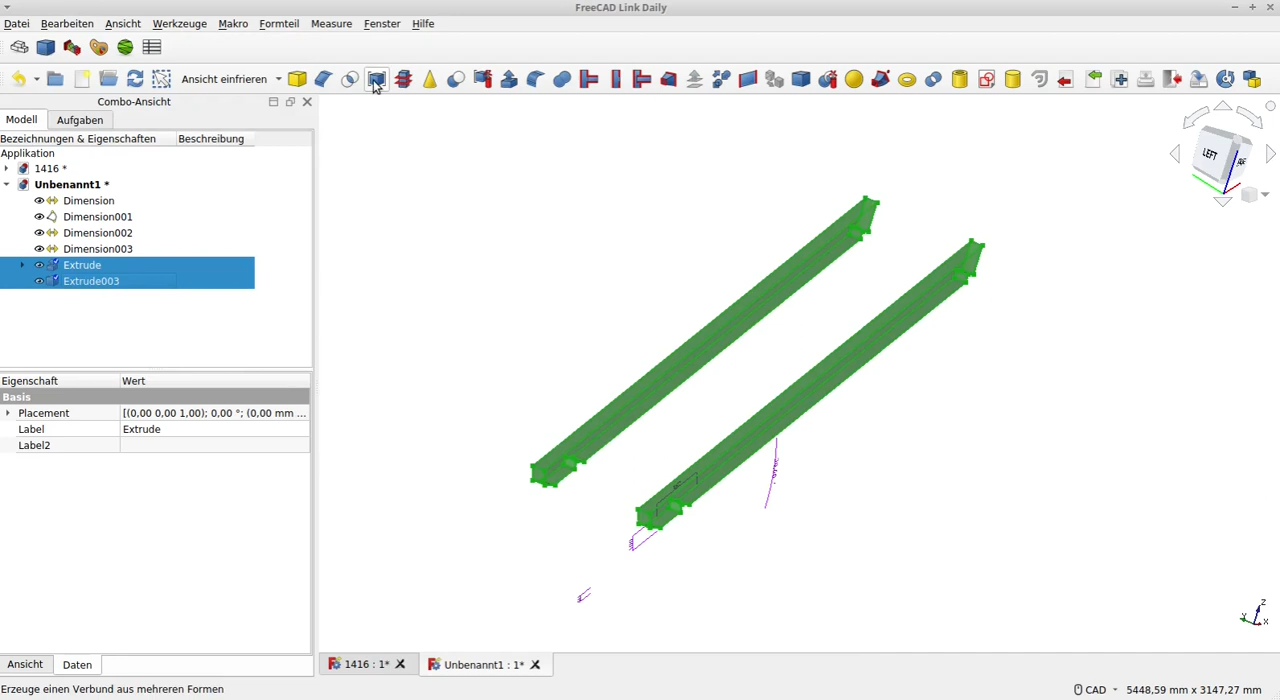 FreeCAD Link Daily
Datei Bearbeiten Ansicht Werkzeuge Makro Formteil Measure Fenster Hilfe
Ansicht einfrieren
Combo-Ansicht
Modell Aufgaben
Bezeichnungen & Eigenschaften Beschreibung
Applikation
1416 *
Unbenannt1 *
Dimension
Dimension001
Dimension002
Dimension003
Extrude
Extrude003
LEFT
Eigenschaft Wert
Basis
Placement [(0,00 0,00 1,00); 0,00 °; (0,00 mm ...
Label Extrude
Label2
Z
Y
X
Ansicht Daten
1416 : 1* Unbenannt1 : 1*
Erzeuge einen Verbund aus mehreren Formen
CAD 5448,59 mm x 3147,27 mm